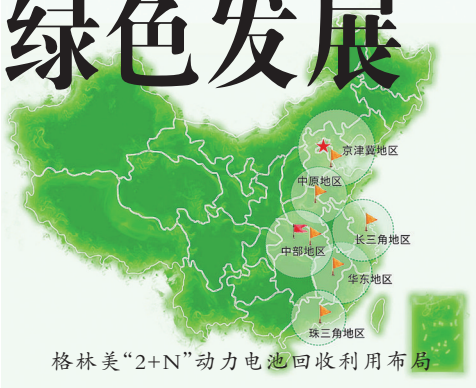 绿色发展
京津冀地区
中原地区
长三角地区
中部地区
华东地区
珠三角地区
格林美“2+N”动力电池回收利用布局